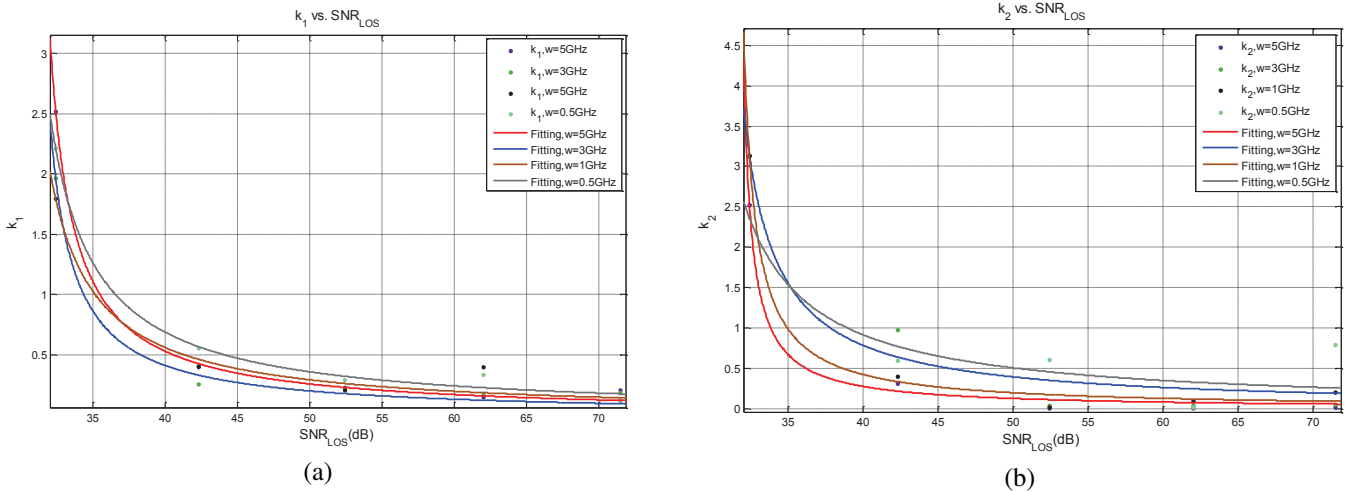 k1 vs. SNRLOS
3
2.5
2
1.5
1
0.5
k1
35 40 45 50 55 60 65 70
SNRLOS(dB)
k1,w=5GHz
k1,w=3GHz
k1,w=5GHz
k1,w=0.5GHz
Fitting,w=5GHz
Fitting,w=3GHz
Fitting,w=1GHz
Fitting,w=0.5GHz
(a)
k2 vs. SNRLOS
4.5
4
3.5
3
2.5
2
1.5
1
0.5
0
k2
35 40 45 50 55 60 65 70
SNRLOS(dB)
k2,w=5GHz
k2,w=3GHz
k2,w=1GHz
k2,w=0.5GHz
Fitting,w=5GHz
Fitting,w=3GHz
Fitting,w=1GHz
Fitting,w=0.5GHz
(b)